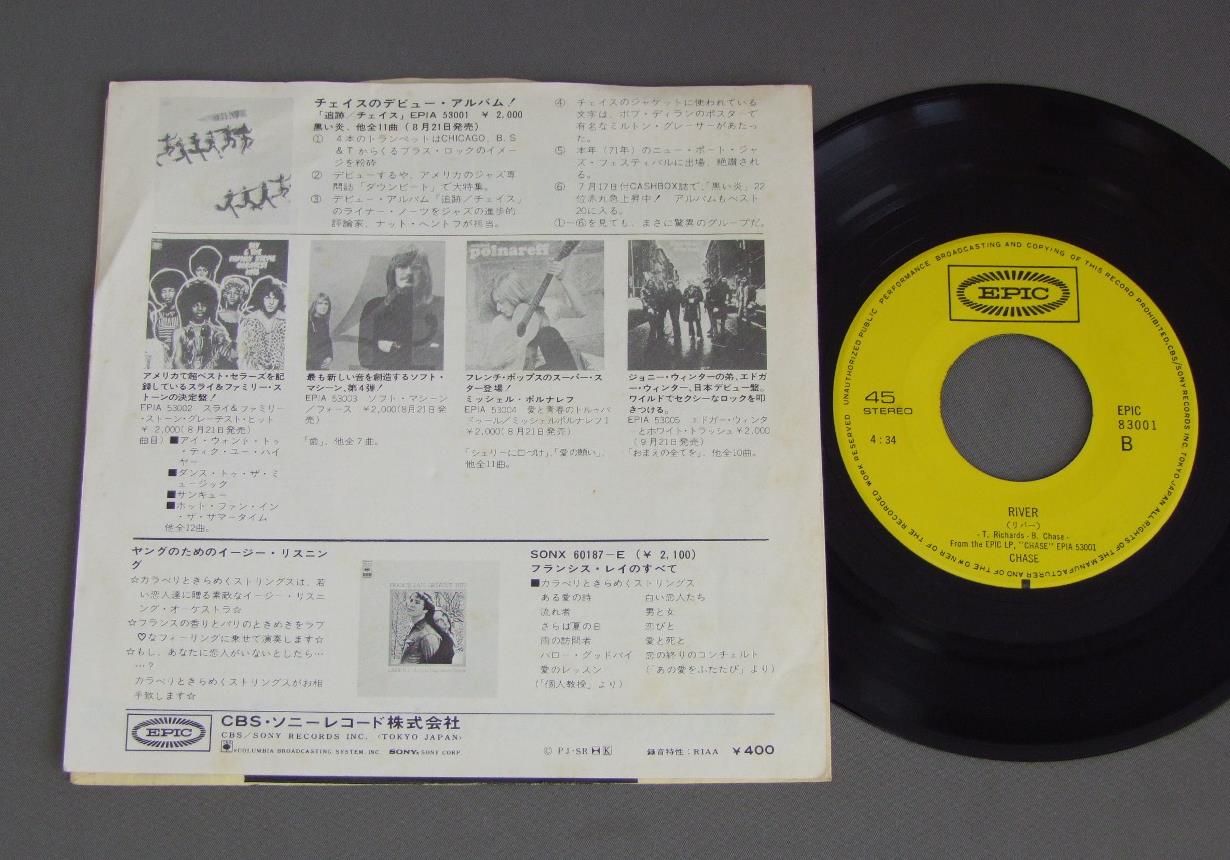 チェイスのデビュー・アルバム!
「追跡/チェイス」EPIA 53001 ¥ 2,000
黒い炎、他全11曲(8月21日発売)
① 4本のトランペットはCHICAGO、B. S
& T からくるブラス・ロックのイメー
ジを粉砕
② デビューするや、アメリカのジャズ専
問誌「ダウンビート」で大特集。
③ デビュー・アルバム「追跡/チェイス」
のライナー・ノーツをジャズの進歩的
評論家、ナット・ヘントフが担当。
④ チェイスのジャケットに使われている
文字は、ボブ・ディランのポスターで
有名なミルトン・グレーサーがあたっ
た。
⑤ 本年(71年)のニュー・ポート・ジャ
ズ・フェスティバルに出場、絶讃され
る。
⑥ 7月17日付CASHBOX誌で、「黒い炎」22
位赤丸急上昇中! アルバムもベスト
20に入る。
①—⑥を見ても、まさに驚異のグループだ。
SLY
& THE
FAMILY STONE
GREATEST
HITS
polnareff
アメリカで超ベスト・セラーズを記
録しているスライ&ファミリー・ス
トーンの決定盤!
EPIA 53002 スライ&ファミリー
・ストーン・グレーテスト・ヒット
¥ 2,000(8月21日発売)
曲目) ■アイ・ウォント・トゥ
・ティク・ユー・ハイ
ヤー
■ダンス・トゥ・ザ・ミ
ュージック
■サンキュー
■ホット・ファン・イン
・ザ・サマータイム
他全12曲。
最も新しい音を創造するソフト・
マシーン、第4弾!
EPIA 53003 ソフト・マシーン
/フォース ¥2,000(8月21日発
売)
「命」、他全7曲。
フレンチ・ポップスのスーパー・ス
ター登場!
ミッシェル・ポルナレフ
EPIA 53004 愛と青春のトルゥバ
ドゥール/ミッシェルポルナレフ1
¥2,000(8月21日発売)
「シェリーに口づけ」、「愛の願い」、
他全11曲。
ジョニー・ウィンターの弟、エドガ
ー・ウィンター、日本デビュー盤。
ワイルドでセクシーなロックを叩
きつける。
EPIA 53005 エドガー・ウィンタ
ーとホワイト・トラッシュ¥2,000
(9月21日発売)
「おまえの全てを」、他全10曲。
ヤングのためのイージー・リスニン
グ
☆カラベリときらめくストリングスは、若
い恋人達に贈る素敵なイージー・リスニ
ング・オーケストラ☆
☆フランスの香りとパリのときめきをラブ
♡なフィーリングに乗せて演奏します☆
☆もし、あなたに恋人がいないとしたら…
…?
カラベリときらめくストリングスがお相
手致します☆
SONX 60187-E (¥ 2,100)
フランシス・レイのすべて
■カラベリときらめくストリングス
ある愛の詩 白い恋人たち
流れ者 男と女
さらば夏の日 恋びと
雨の訪問者 愛と死と
ハロー・グッドバイ 恋の終りのコンチェルト
愛のレッスン (「あの愛をふたたび」より)
(「個人教授」より)
EPIC
CBS・ソニーレコード株式会社
CBS/SONY RECORDS INC. (TOKYO JAPAN)
®COLUMBIA BROADCASTING SYSTEM, INC. SONY® SONY CORP.
© PJ・SR H K 録音特性:RIAA ¥400
UNAUTHORIZED PUBLIC PERFORMANCE BROADCASTING AND COPYING OF THIS RECORD PROHIBITED, CBS/SONY RECORDS INC. TOKYO JAPAN ALL RIGHTS OF THE MANUFACTURER AND OF THE OWNER OF THE RECORDED WORK RESERVED
EPIC
45
STEREO
4:34
EPIC
83001
B
RIVER
(リバー)
- T. Richards - B. Chase -
From the EPIC LP, "CHASE" EPIA 53001
CHASE